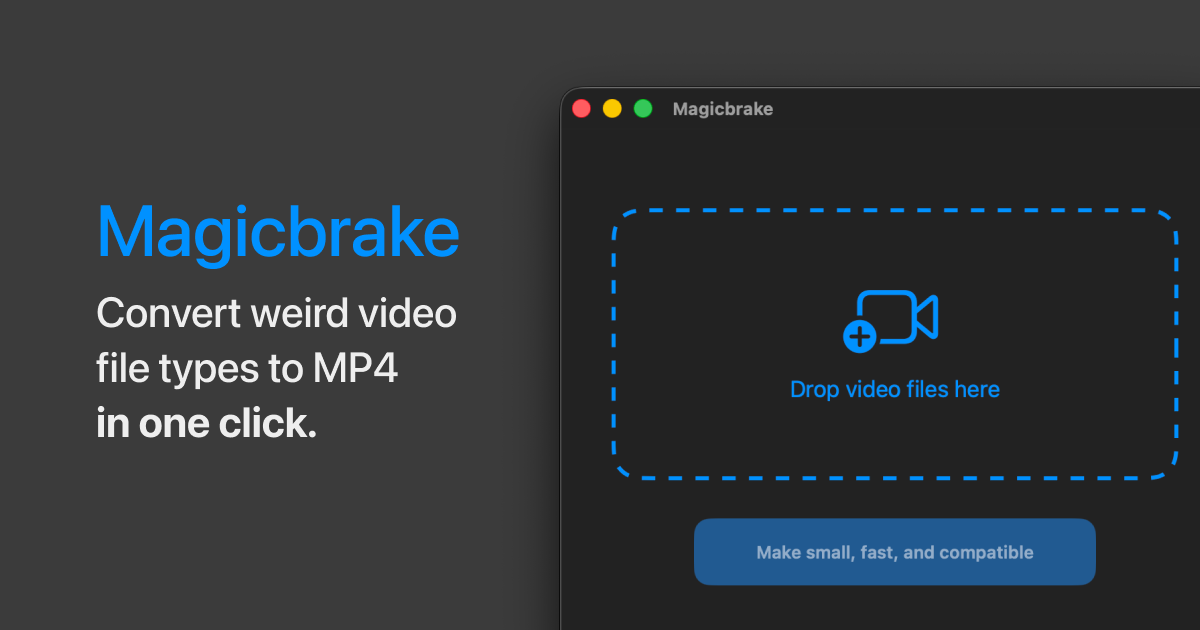 Magicbrake
Convert weird video
file types to MP4
in one click.
Magicbrake
Drop video files here
Make small, fast, and compatible